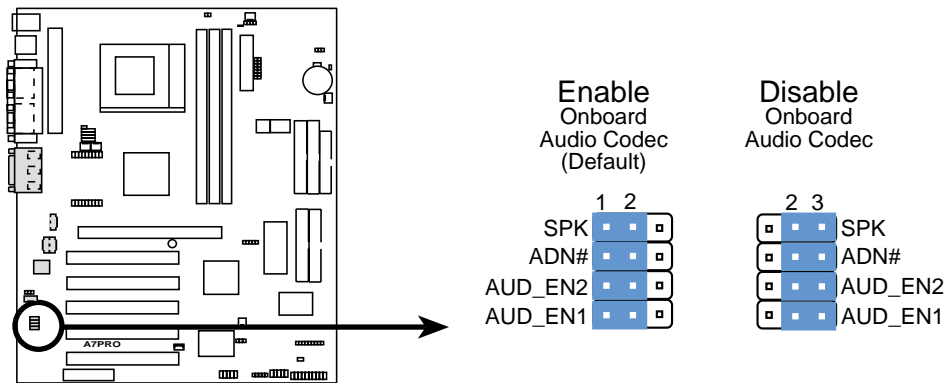 A7PRO
Enable
Onboard
Audio Codec
(Default)
1 2
SPK
ADN#
AUD_EN2
AUD_EN1
Disable
Onboard
Audio Codec
2 3
SPK
ADN#
AUD_EN2
AUD_EN1